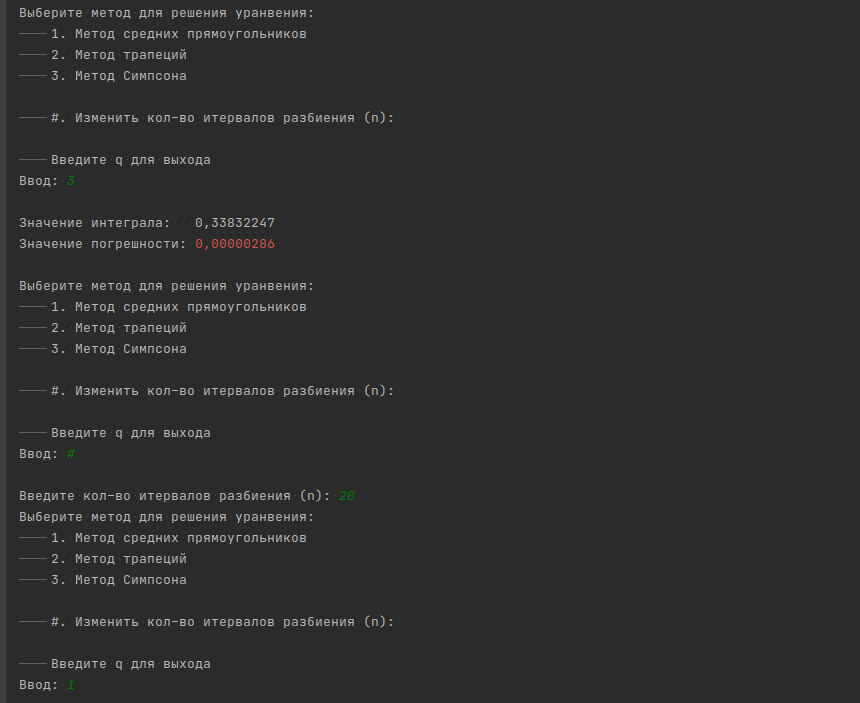 Выберите метод для решения уранвения:
1. Метод средних прямоугольников
2. Метод трапеций
3. Метод Симпсона
#. Изменить кол-во итервалов разбиения (n):
Введите q для выхода
Ввод: 3
Значение интеграла: 0,33832247
Значение погрешности: 0,00000286
Выберите метод для решения уранвения:
1. Метод средних прямоугольников
2. Метод трапеций
3. Метод Симпсона
#. Изменить кол-во итервалов разбиения (n):
Введите q для выхода
Ввод: #
Введите кол-во итервалов разбиения (n): 20
Выберите метод для решения уранвения:
1. Метод средних прямоугольников
2. Метод трапеций
3. Метод Симпсона
#. Изменить кол-во итервалов разбиения (n):
Введите q для выхода
Ввод: 1